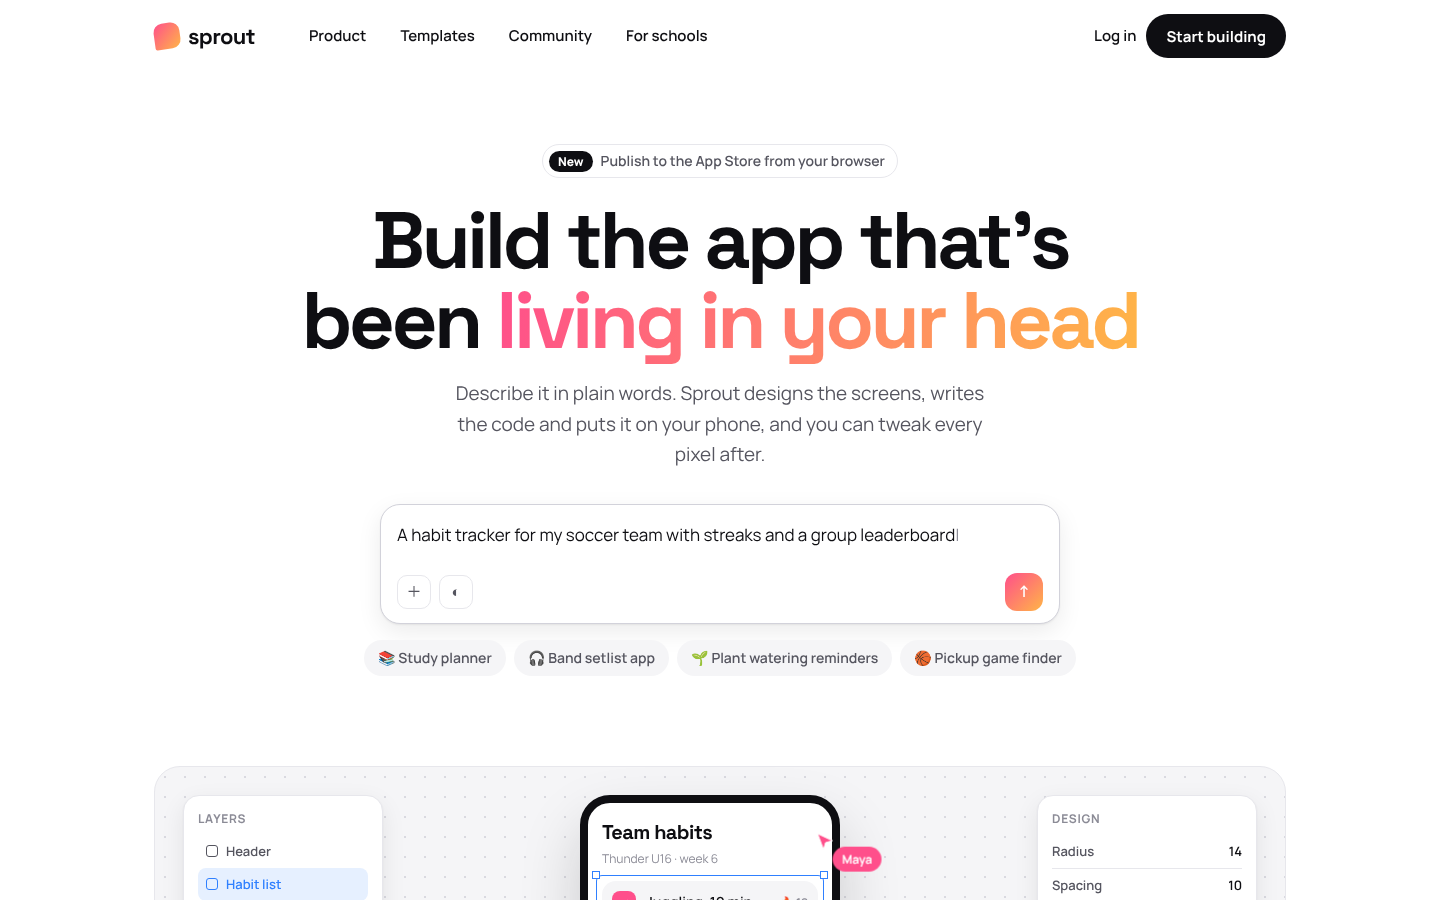 sprout
Product
Templates
Community
For schools
Log in
Start building
New Publish to the App Store from your browser
Build the app that’s
been living in your head
Describe it in plain words. Sprout designs the screens, writes
the code and puts it on your phone, and you can tweak every
pixel after.
A habit tracker for my soccer team with streaks and a group leaderboard
📚 Study planner
🎧 Band setlist app
🌱 Plant watering reminders
🏀 Pickup game finder
LAYERS
Header
Habit list
Team habits
Thunder U16 · week 6
Maya
DESIGN
Radius 14
Spacing 10